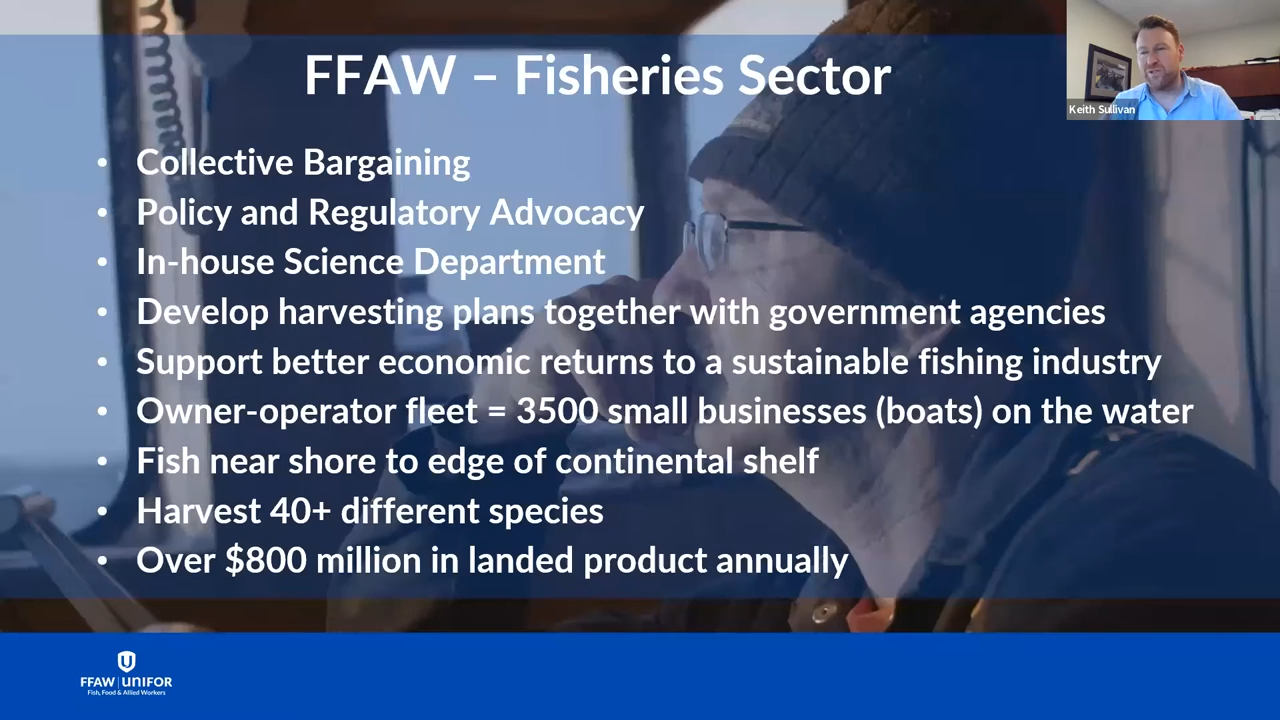 FFAW – Fisheries Sector
Keith Sullivan
• Collective Bargaining
• Policy and Regulatory Advocacy
• In-house Science Department
• Develop harvesting plans together with government agencies
• Support better economic returns to a sustainable fishing industry
• Owner-operator fleet = 3500 small businesses (boats) on the water
• Fish near shore to edge of continental shelf
• Harvest 40+ different species
• Over $800 million in landed product annually
FFAW | UNIFOR
Fish, Food & Allied Workers